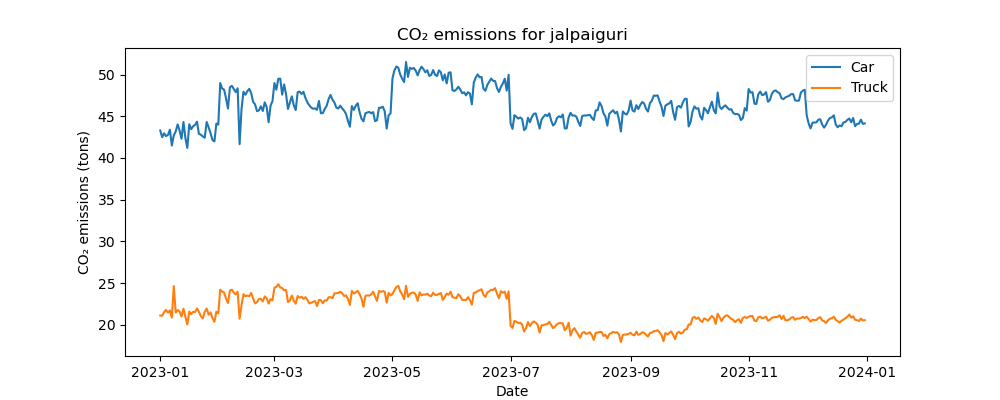 CO₂ emissions for jalpaiguri
CO₂ emissions (tons)
50
45
40
35
30
25
20
Car
Truck
2023-01 2023-03 2023-05 2023-07 2023-09 2023-11 2024-01
Date